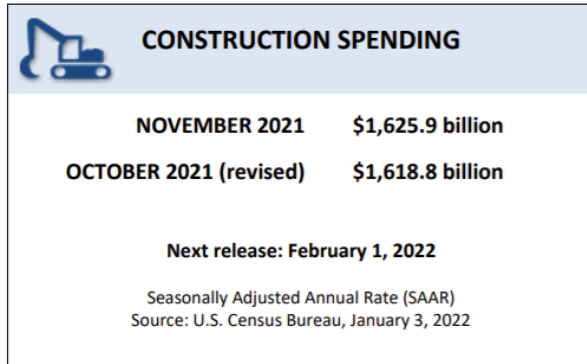 CONSTRUCTION SPENDING
NOVEMBER 2021 $1,625.9 billion
OCTOBER 2021 (revised) $1,618.8 billion
Next release: February 1, 2022
Seasonally Adjusted Annual Rate (SAAR)
Source: U.S. Census Bureau, January 3, 2022